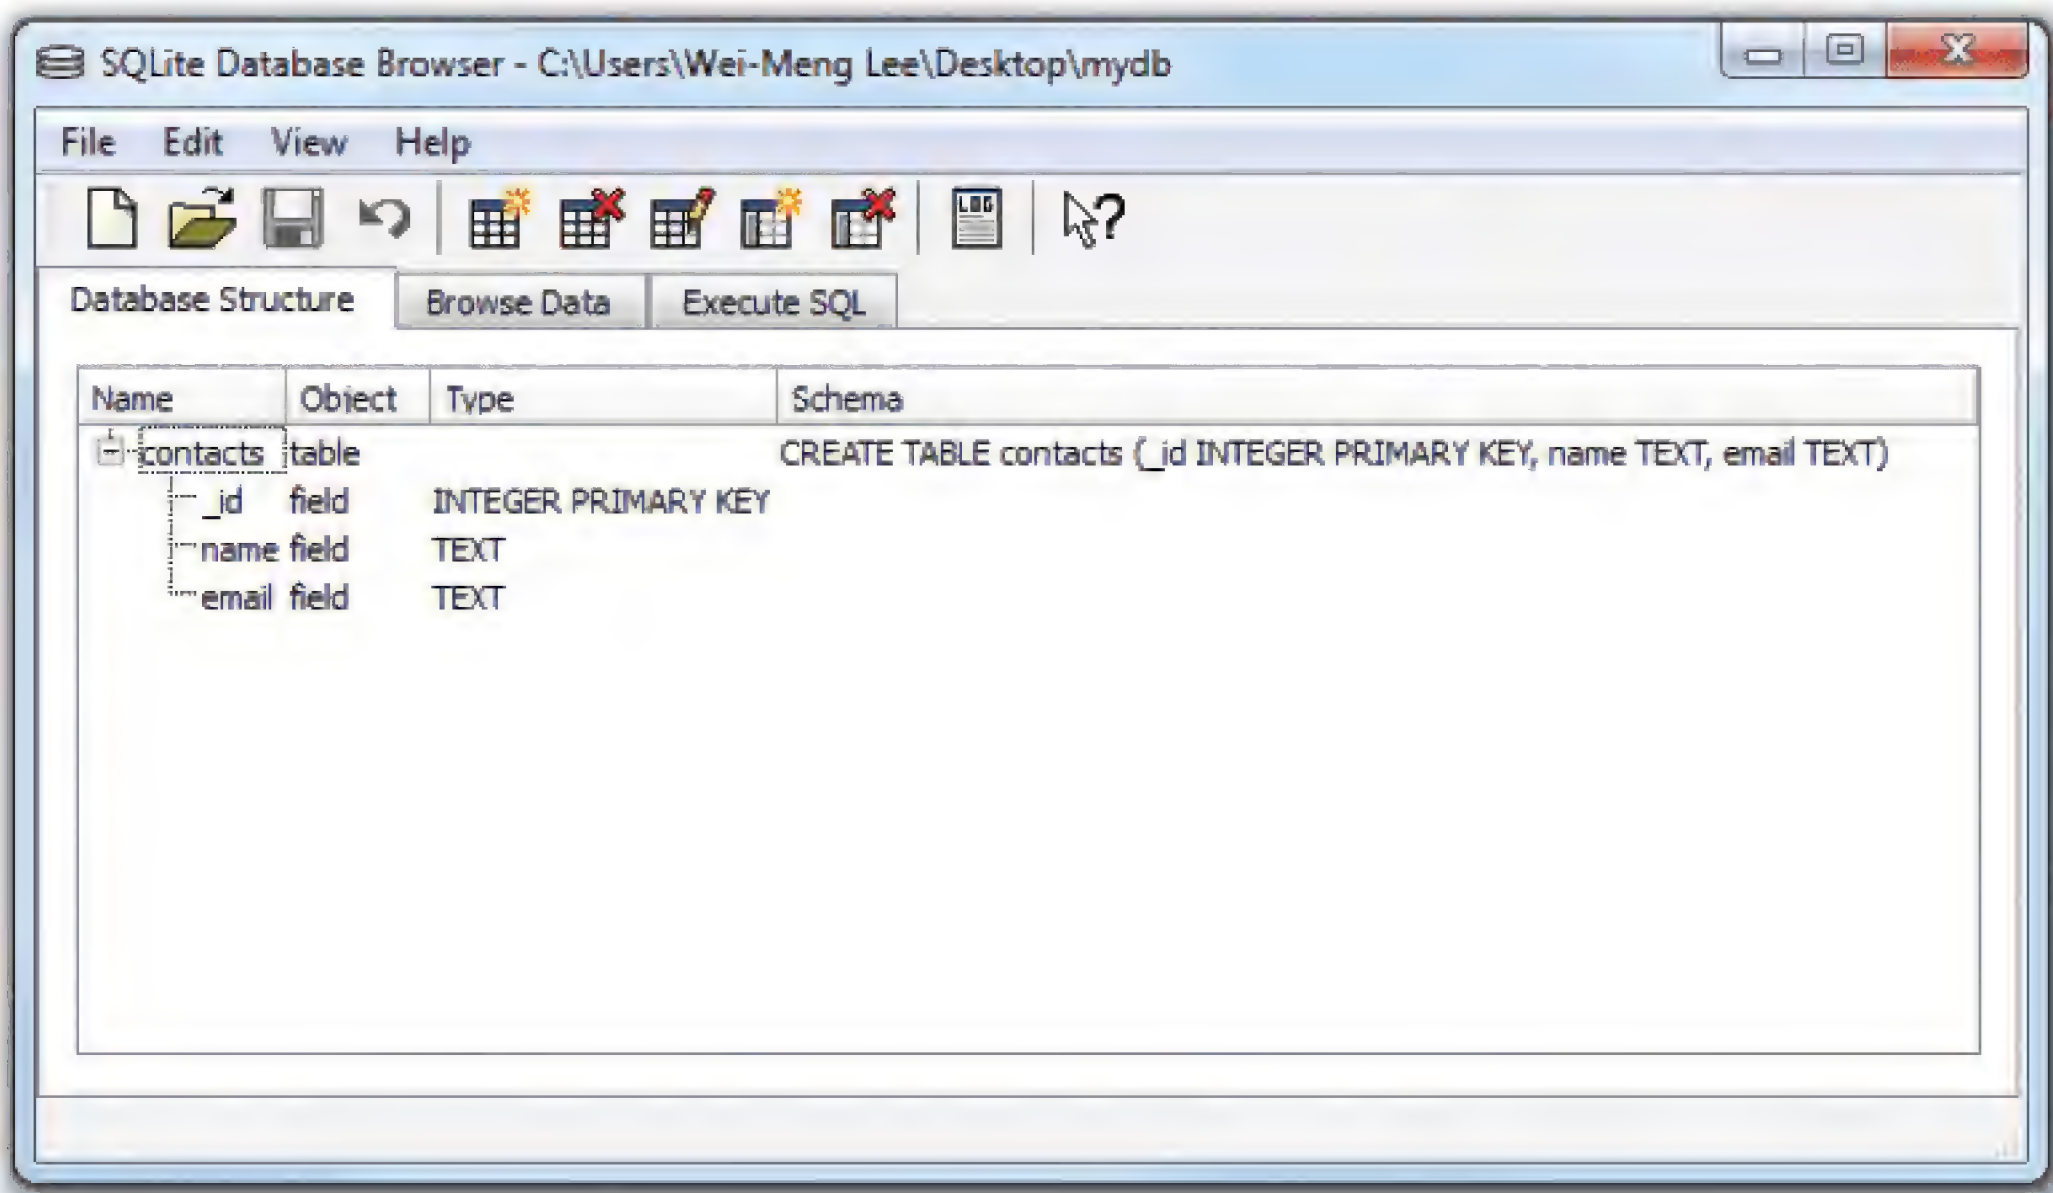 SQLite Database Browser - C:\Users\Wei-Meng Lee\Desktop\mydb
File Edit View Help
LOG
Database Structure Browse Data Execute SQL
Name Object Type Schema
contacts table CREATE TABLE contacts (_id INTEGER PRIMARY KEY, name TEXT, email TEXT)
_id field INTEGER PRIMARY KEY
name field TEXT
email field TEXT